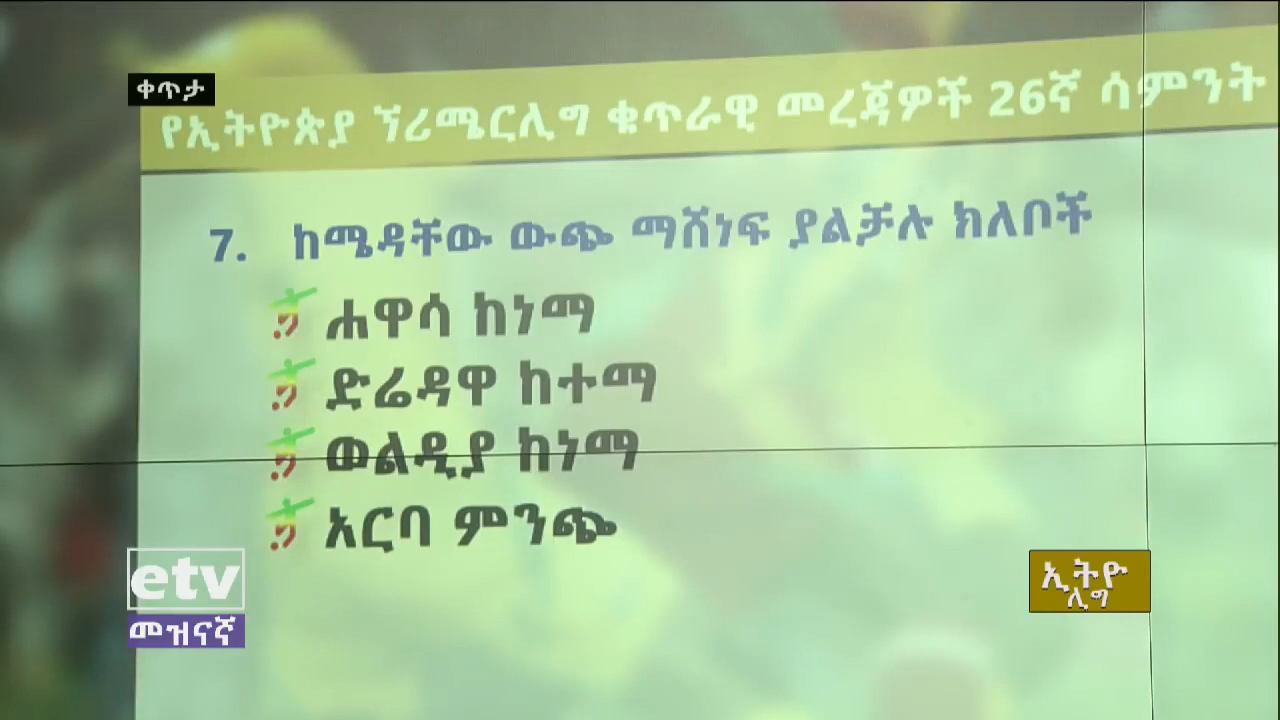 ቀጥታ
የኢትዮጵያ ፕሪሜርሊግ ቁጥራዊ መረጃዎች 26ኛ ሳምንት
7. ከሜዳቸው ውጭ ማሸነፍ ያልቻሉ ክለቦች
ሐዋሳ ከነማ
ድሬዳዋ ከተማ
ወልዲያ ከነማ
አርባ ምንጭ
etv
መዝናኛ
ኢትዮ
ሊግ